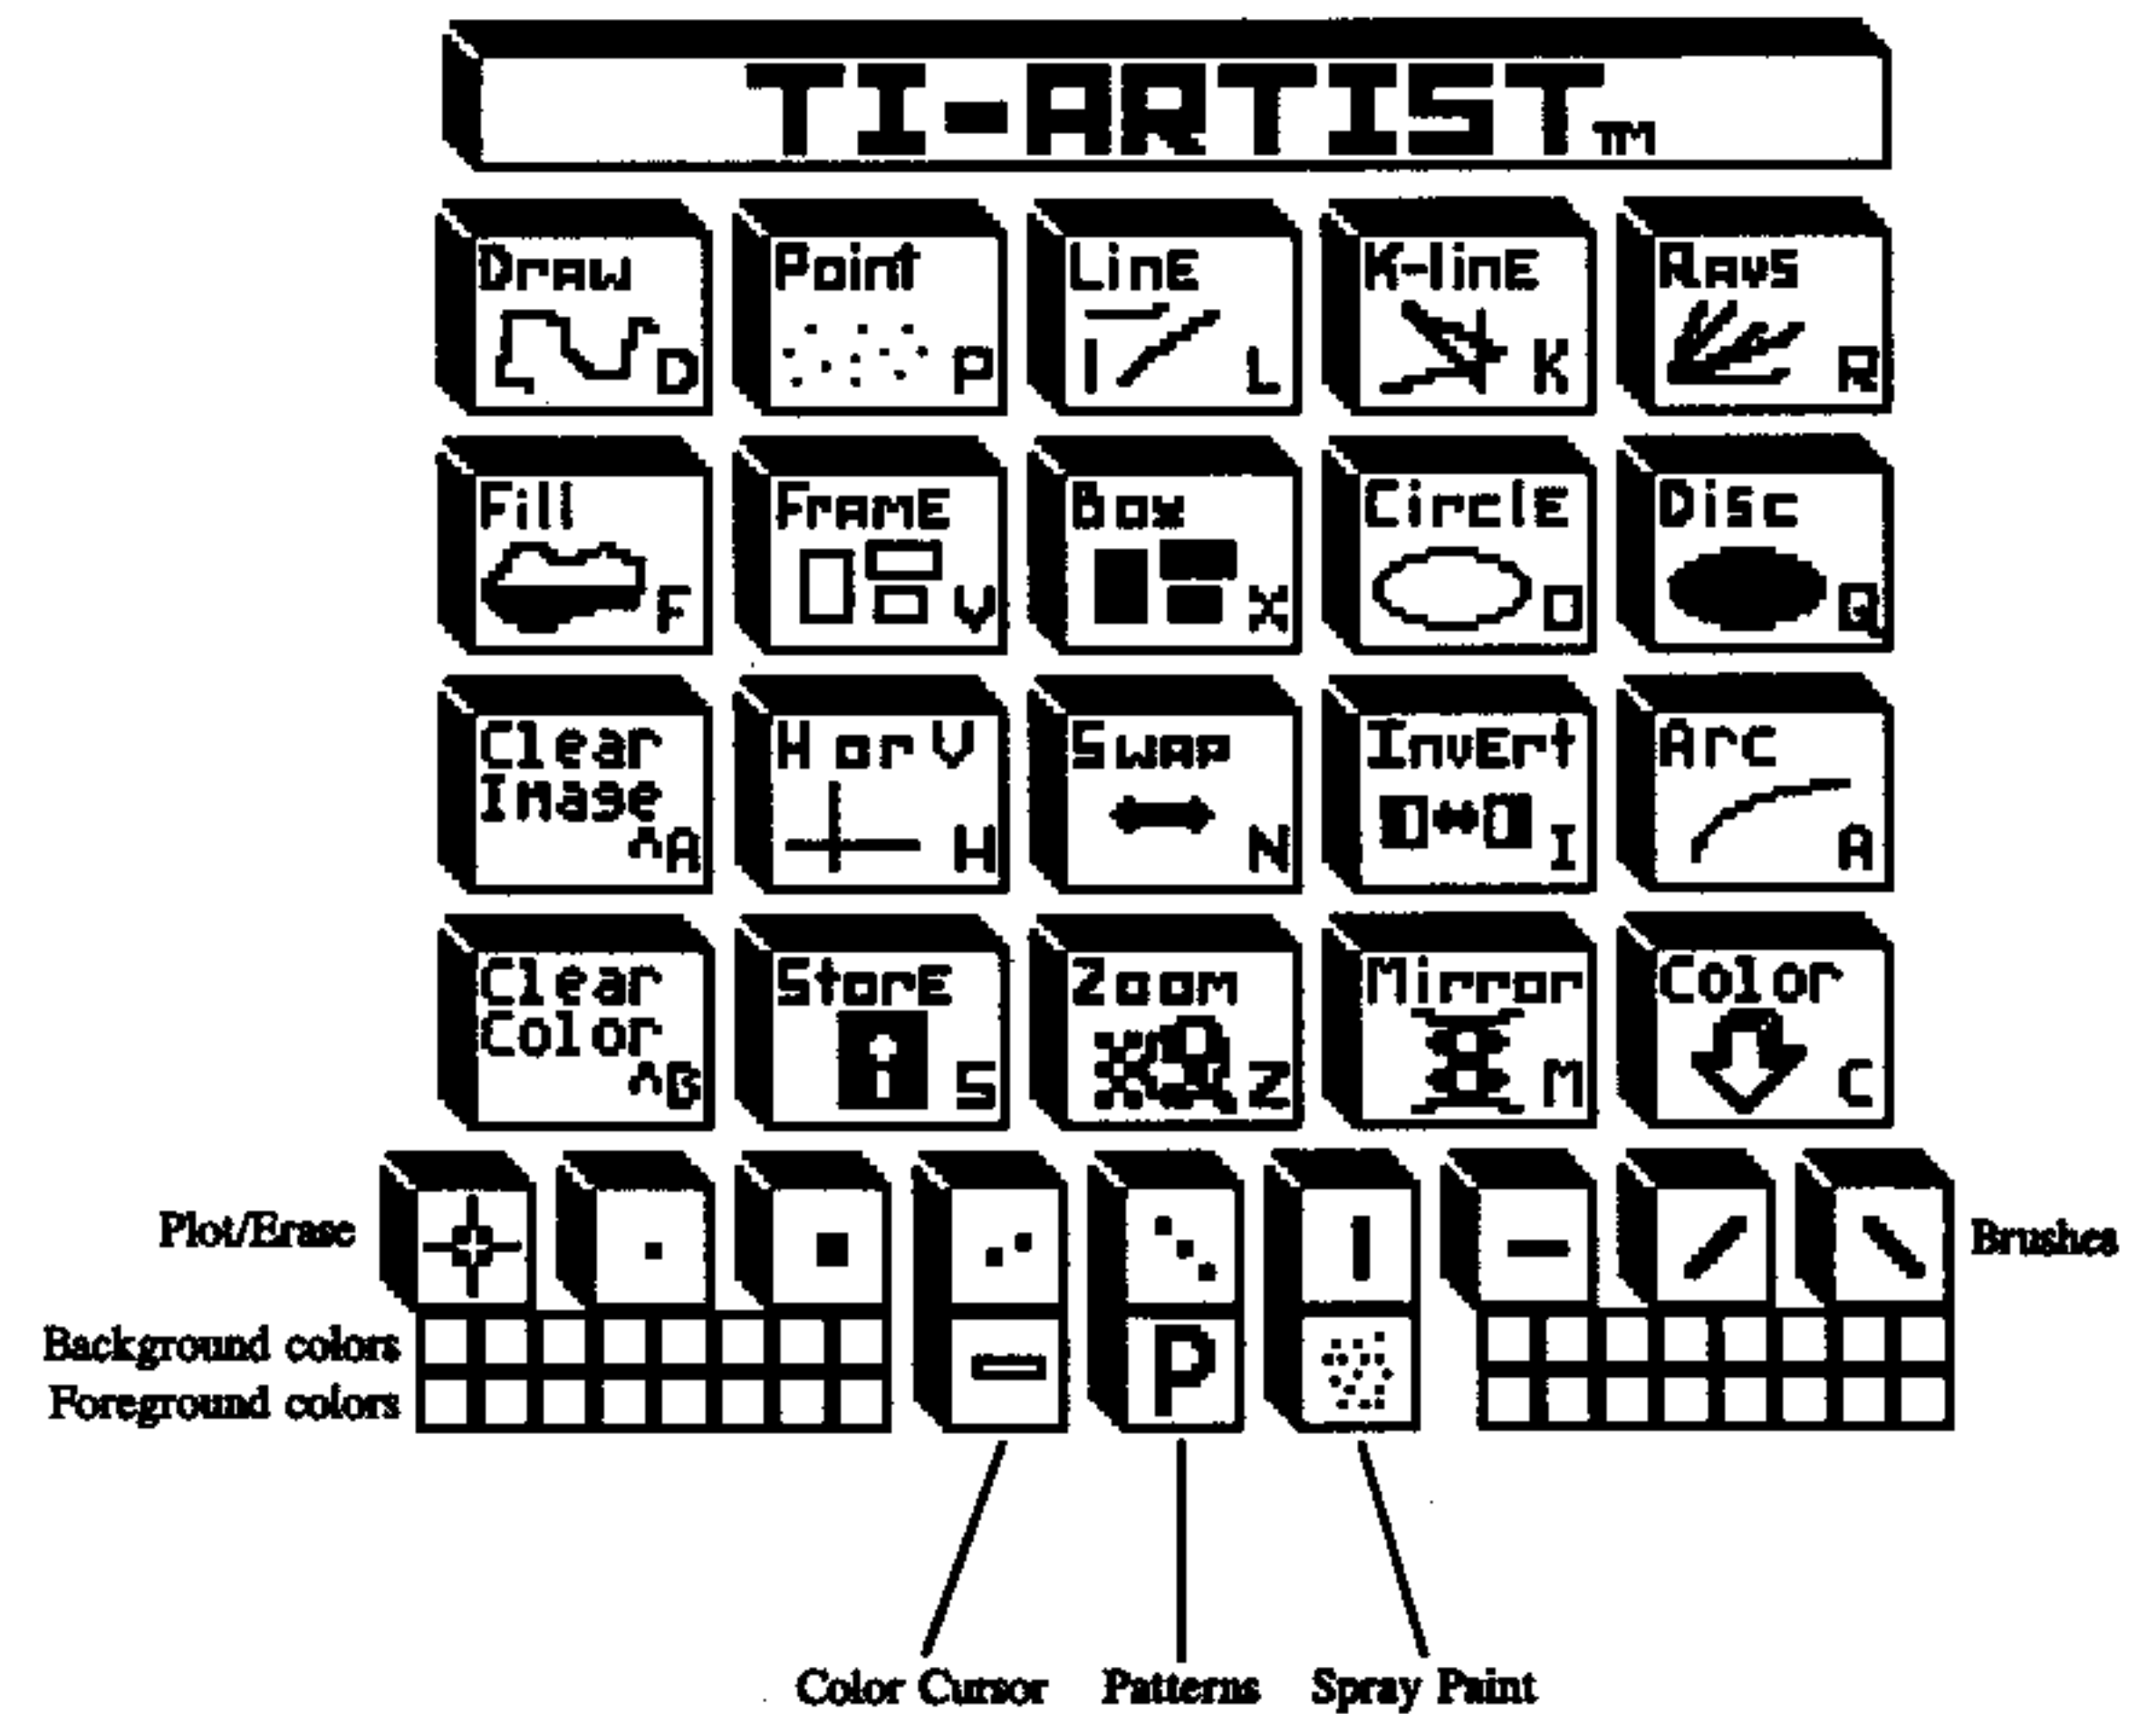 TI-ARTIST™
Draw D
Point P
Line L
K-line K
Rays R
Fill F
Frame V
Box X
Circle O
Disc Q
Clear
Image
^A
H or V H
Swap N
Invert I
Arc A
Clear
Color
^B
Store S
Zoom Z
Mirror M
Color C
Plot/Erase
Brushes
Background colors
P
Foreground colors
Color Cursor
Patterns
Spray Paint